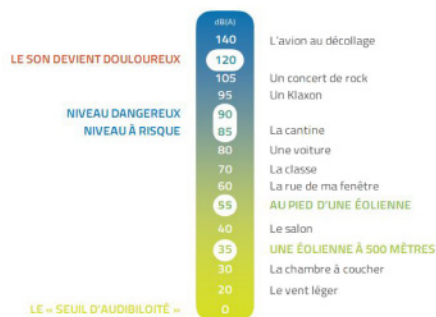 dB(A)
140 L'avion au décollage
LE SON DEVIENT DOULOUREUX 120
105 Un concert de rock
95 Un Klaxon
NIVEAU DANGEREUX 90
NIVEAU À RISQUE 85 La cantine
80 Une voiture
70 La classe
60 La rue de ma fenêtre
55 AU PIED D'UNE ÉOLIENNE
40 Le salon
35 UNE ÉOLIENNE À 500 MÈTRES
30 La chambre à coucher
20 Le vent léger
LE « SEUIL D'AUDIBILOITÉ » 0